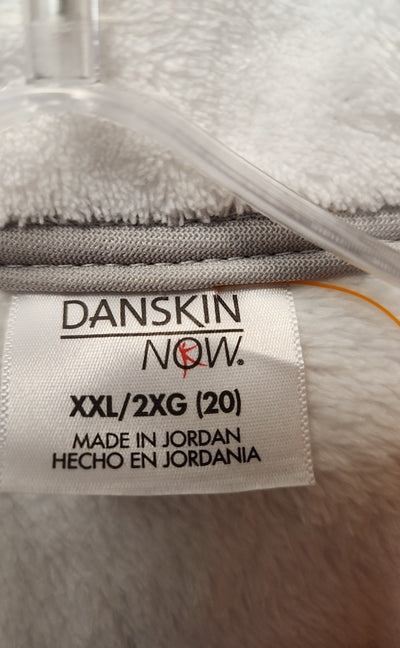 DANSKIN
NOW.
XXL/2XG (20)
MADE IN JORDAN
HECHO EN JORDANIA